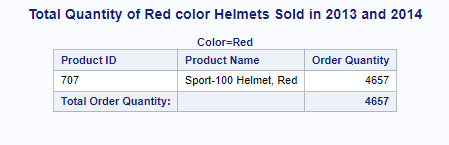 Total Quantity of Red color Helmets Sold in 2013 and 2014
Color=Red
Product ID Product Name Order Quantity
707 Sport-100 Helmet, Red 4657
Total Order Quantity: 4657